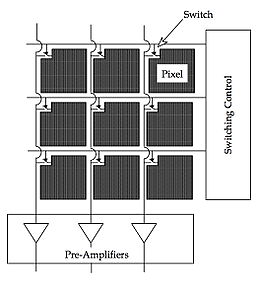 Switch
Pixel
Switching Control
Pre-Amplifiers